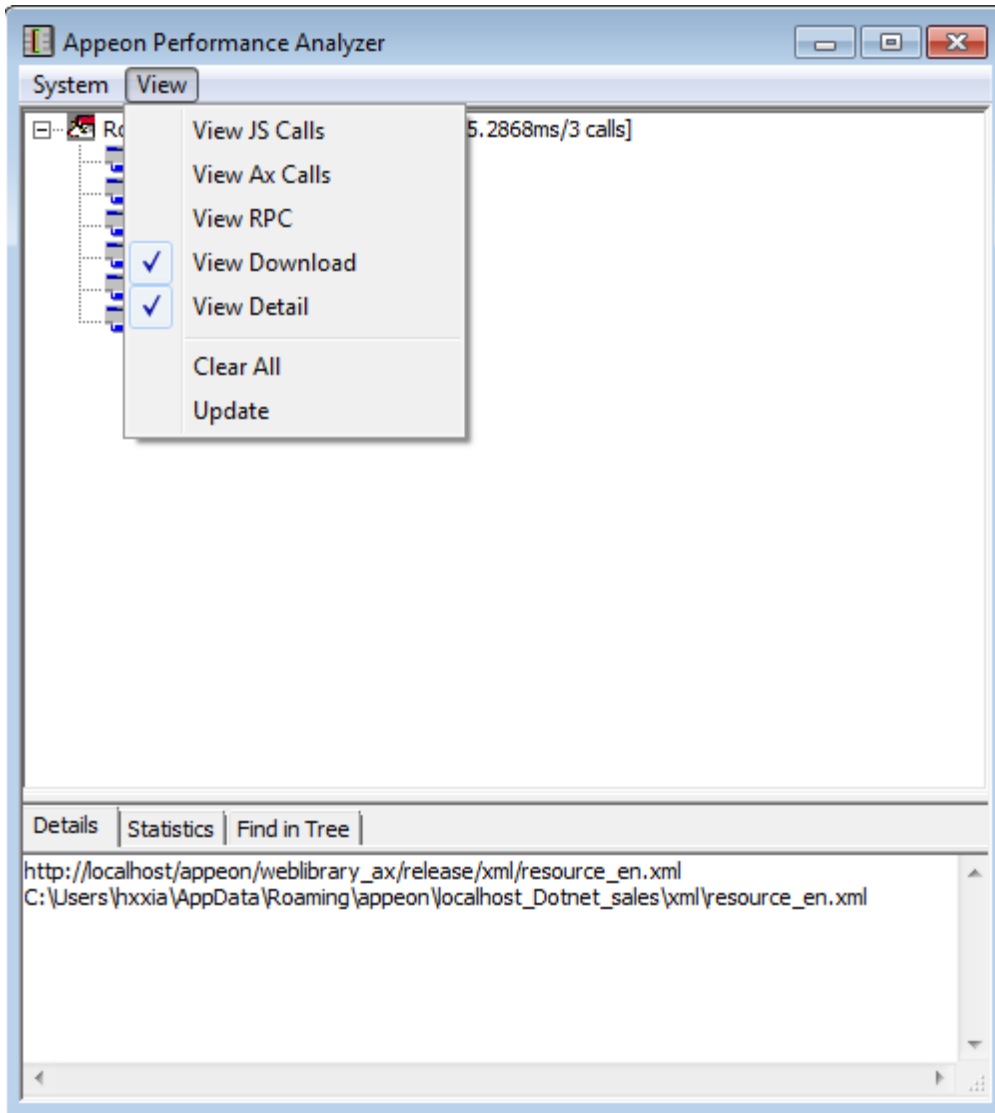 Appeon Performance Analyzer
System View
View JS Calls
View Ax Calls
View RPC
View Download
View Detail
Clear All
Update
5.2868ms/3 calls]
Details Statistics Find in Tree
http://localhost/appeon/weblibrary_ax/release/xml/resource_en.xml
C:\Users\hxxia\AppData\Roaming\appeon\localhost_Dotnet_sales\xml\resource_en.xml